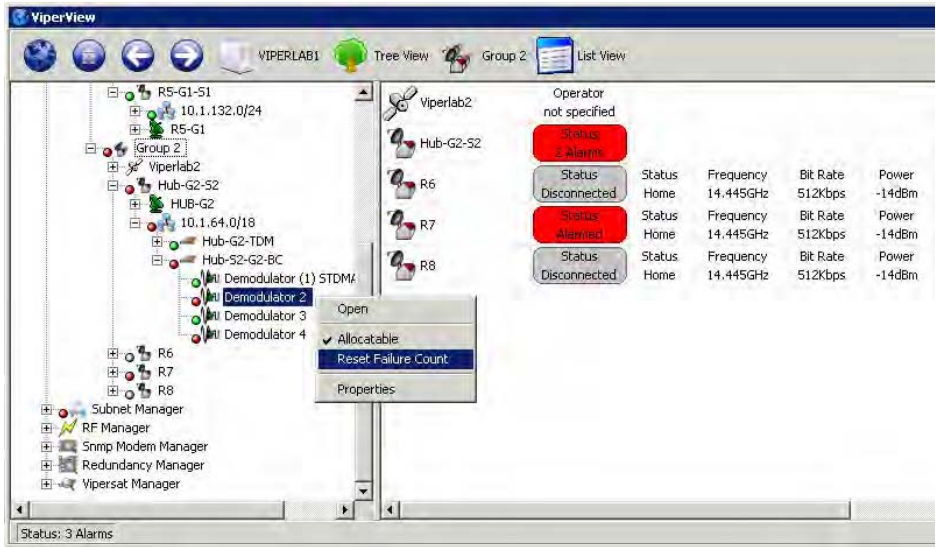 ViperView
VIPERLAB1 Tree View Group 2 List View
R5-G1-S1
10.1.132.0/24
R5-G1
Group 2
Viperlab2
Hub-G2-S2
HUB-G2
10.1.64.0/18
Hub-G2-TDM
Hub-S2-G2-BC
Demodulator (1) STDMA
Demodulator 2
Demodulator 3
Demodulator 4
R6
R7
R8
Subnet Manager
RF Manager
Snmp Modem Manager
Redundancy Manager
Vipersat Manager
Open
Allocatable
Reset Failure Count
Properties
Viperlab2 Operator
not specified
Hub-G2-S2 Status
2 Alarms
R6 Status Status Frequency Bit Rate Power
Disconnected Home 14.445GHz 512Kbps -14dBm
R7 Status Status Frequency Bit Rate Power
Alarmed Home 14.445GHz 512Kbps -14dBm
R8 Status Status Frequency Bit Rate Power
Disconnected Home 14.445GHz 512Kbps -14dBm
Status: 3 Alarms